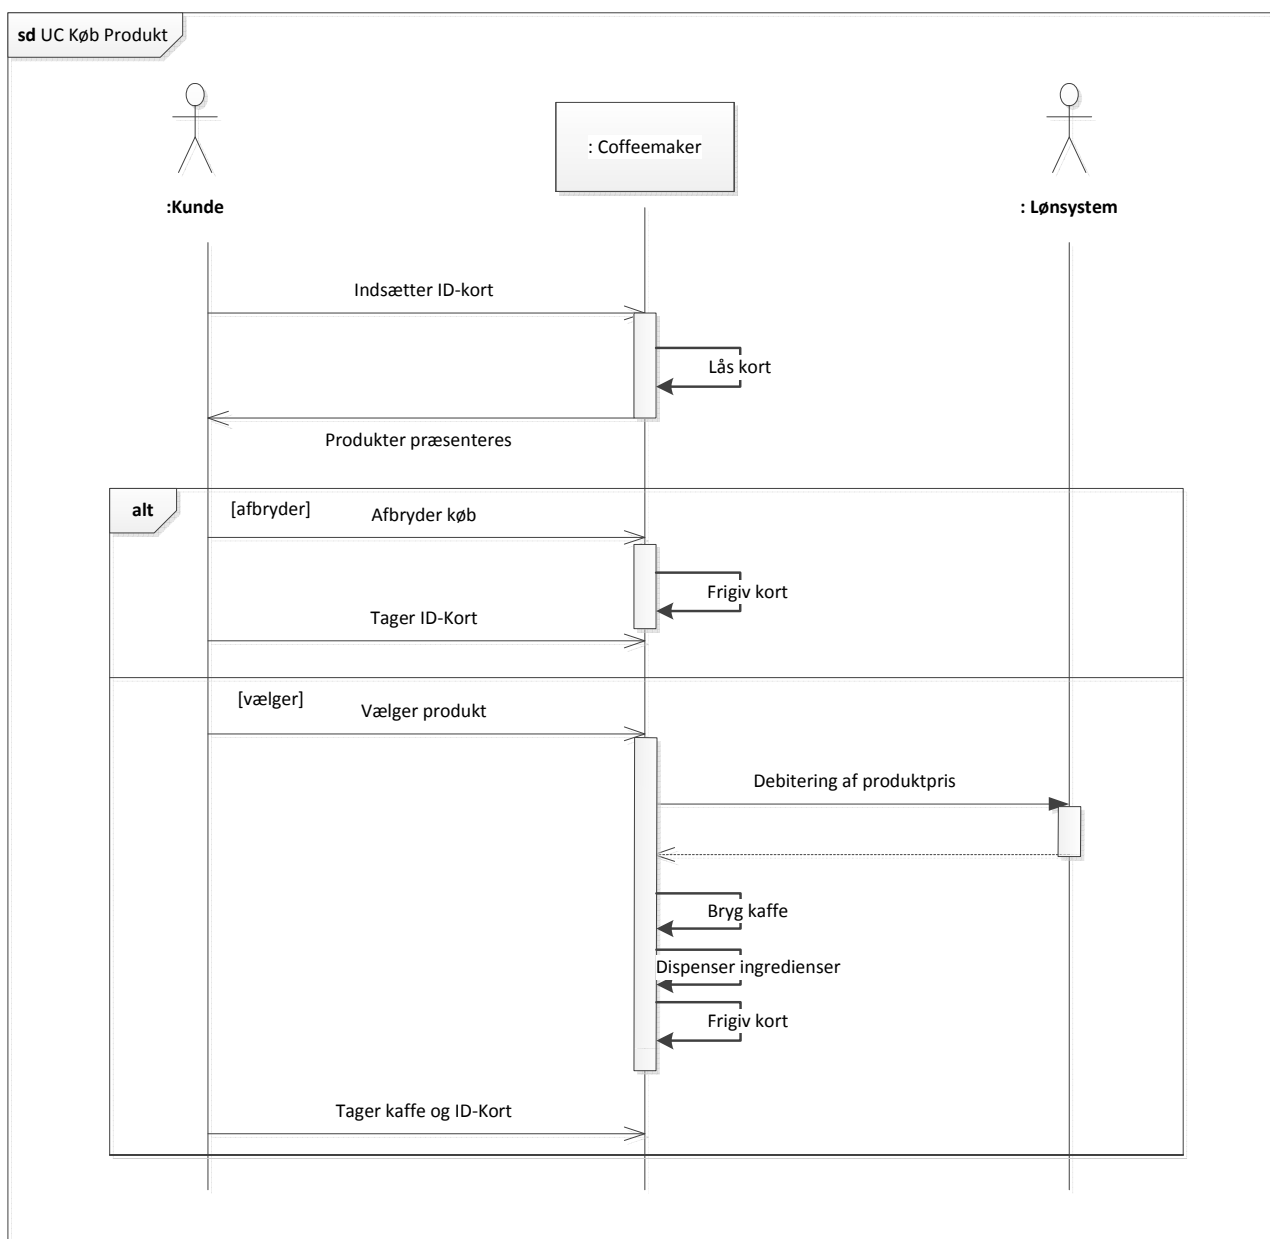 sd UC Køb Produkt
: Coffeemaker
:Kunde
: Lønsystem
Indsætter ID-kort
Lås kort
Produkter præsenteres
alt
[afbryder]
Afbryder køb
Frigiv kort
Tager ID-Kort
[vælger]
Vælger produkt
Debitering af produktpris
Bryg kaffe
Dispenser ingredienser
Frigiv kort
Tager kaffe og ID-Kort